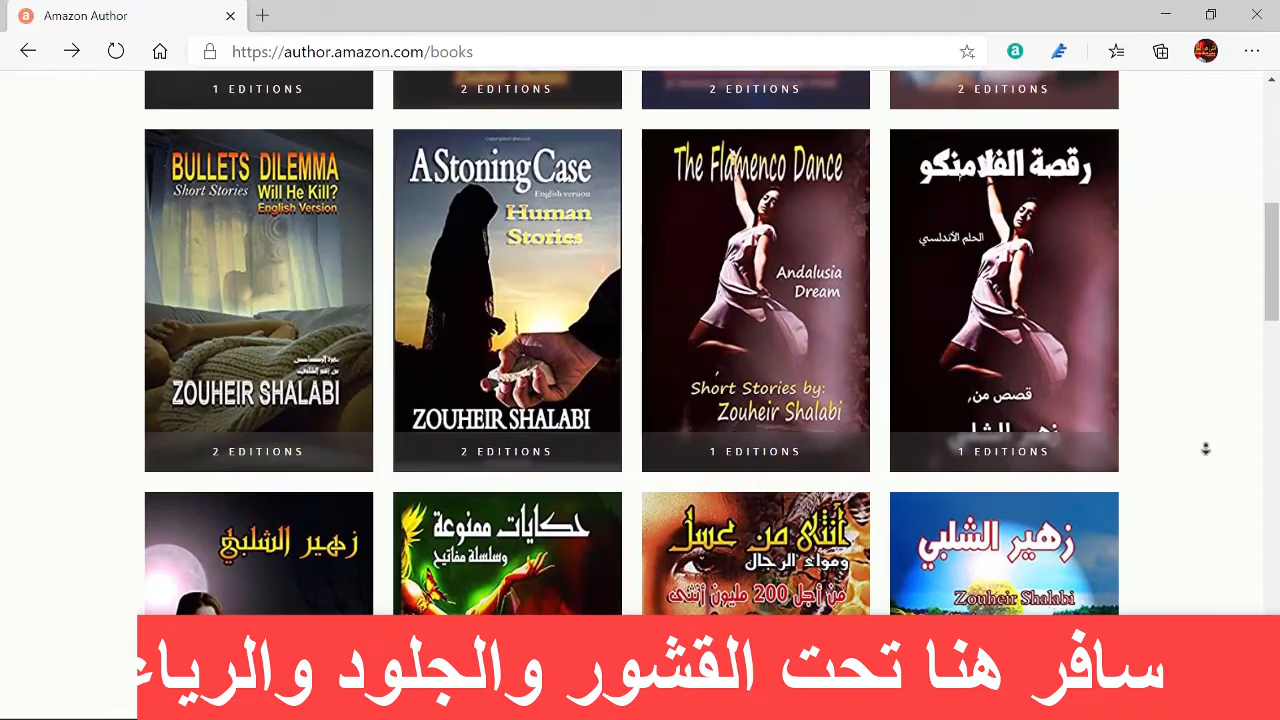 Amazon Author
https://author.amazon.com/books
1 EDITIONS
2 EDITIONS
2 EDITIONS
2 EDITIONS
BULLETS DILEMMA
Short Stories Will He Kill?
English Version
ZOUHEIR SHALABI
2 EDITIONS
A Stoning Case
English version
Human
Stories
ZOUHEIR SHALABI
2 EDITIONS
The Flamenco Dance
Andalusia
Dream
Short Stories by:
Zouheir Shalabi
1 EDITIONS
رقصة الفلامنكو
الحلم الأندلسي
قصص من,
زهير الشلبي
1 EDITIONS
زهير الشلبي
حكايات ممنوعة
وسلسلة مفاتيح
أنثى من عسل
ومواء الرجال
من أجل 200 مليون أنثى
زهير الشلبي
Zouheir Shalabi
سافر هنا تحت القشور والجلود والرياء